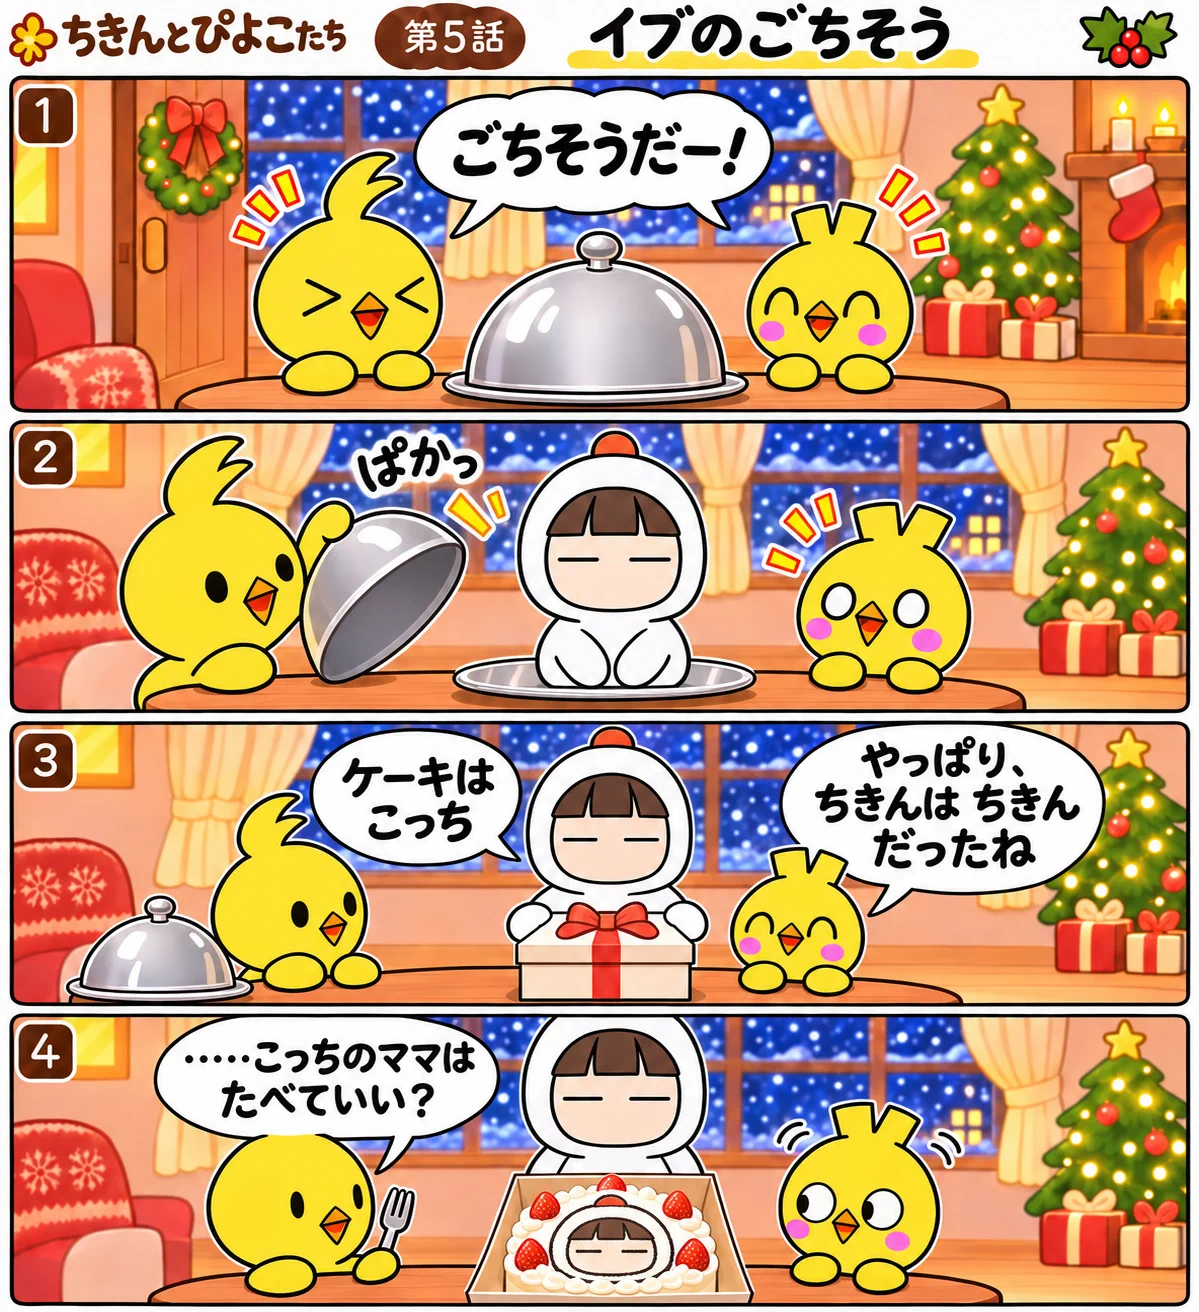 ちきんとぴよこたち
第5話
イブのごちそう
1
ごちそうだー!
2
ぱかっ
3
ケーキは
こっち
やっぱり、
ちきんは ちきん
だったね
4
……こっちのママは
たべていい?